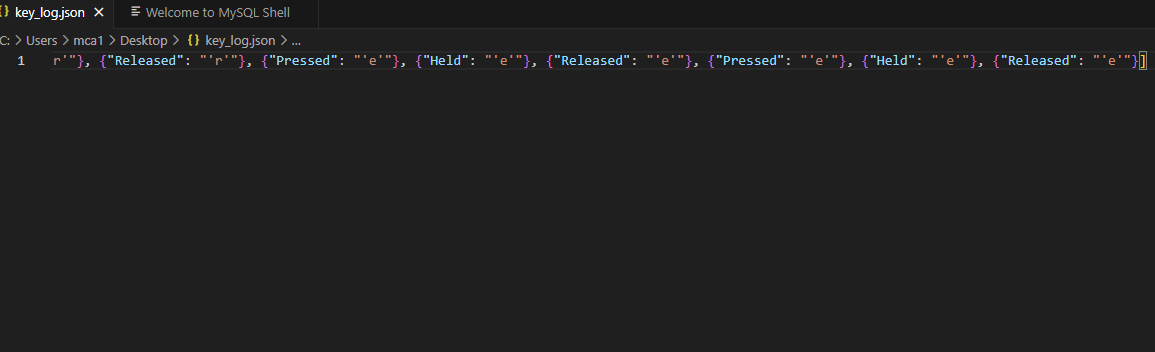 {} key_log.json ✕ Welcome to MySQL Shell
C: > Users > mca1 > Desktop > {} key_log.json > ...
1 r'"}, {"Released": "'r'"}, {"Pressed": "'e'"}, {"Held": "'e'"}, {"Released": "'e'"}, {"Pressed": "'e'"}, {"Held": "'e'"}, {"Released": "'e'"}]